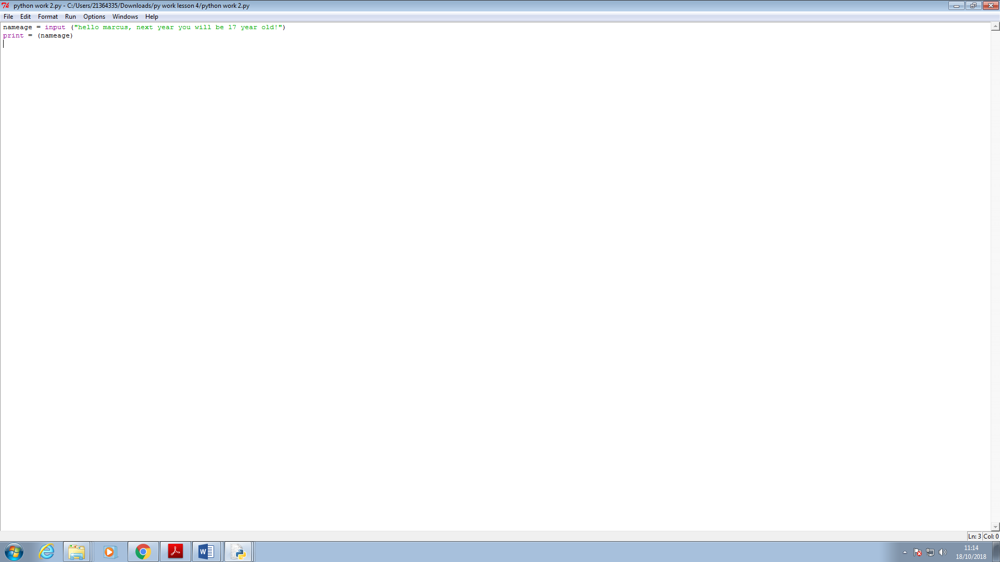 python work 2.py - C:/Users/21364335/Downloads/py work lesson 4/python work 2.py
File Edit Format Run Options Windows Help
nameage = input ("hello marcus, next year you will be 17 year old!")
print = (nameage)
Ln: 3 Col: 0
11:14
18/10/2018